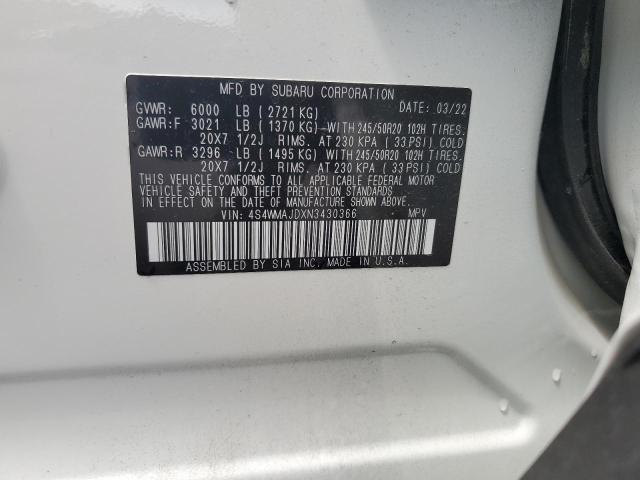 MFD BY SUBARU CORPORATION
GVWR: 6000 LB (2721 KG) DATE: 03/22
GAWR:F 3021 LB (1370 KG)–WITH 245/50R20 102H TIRES.
20X7 1/2J RIMS. AT 230 KPA (33 PSI) COLD
GAWR:R 3296 LB (1495 KG)–WITH 245/50R20 102H TIRES.
20X7 1/2J RIMS. AT 230 KPA (33 PSI) COLD
THIS VEHICLE CONFORMS TO ALL APPLICABLE FEDERAL MOTOR
VEHICLE SAFETY AND THEFT PREVENTION STANDARDS
IN EFFECT ON THE DATE OF MANUFACTURE SHOWN ABOVE.
VIN: 4S4WMAJDXN3430366 MPV
ASSEMBLED BY SIA INC. MADE IN U.S.A.